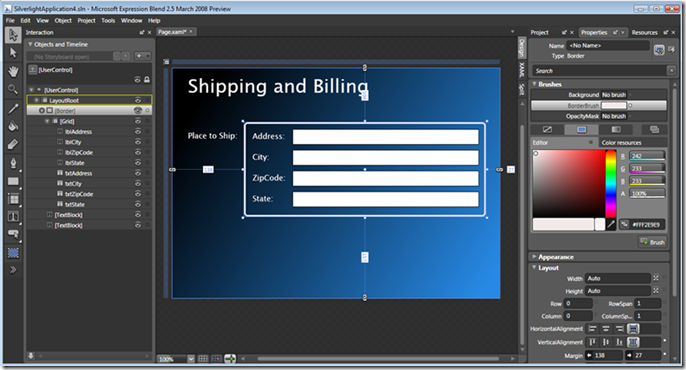 SilverlightApplication4.sln - Microsoft Expression Blend 2.5 March 2008 Preview
File Edit View Object Project Tools Window Help
Interaction
Objects and Timeline
(No Storyboard open)
[UserControl]
[UserControl]
LayoutRoot
[Border]
[Grid]
lblAddress
lblCity
lblZipCode
lblState
txtAddress
txtCity
txtZipCode
txtState
[TextBlock]
[TextBlock]
Page.xaml*
Design
XAML
Split
Shipping and Billing
Place to Ship:
Address:
City:
ZipCode:
State:
100%
Project
Properties
Resources
Name <No Name>
Type Border
Search
Brushes
Background No brush
BorderBrush
OpacityMask No brush
Editor
Color resources
R 242
G 233
B 233
A 100%
#FFF2E9E9
Brush
Appearance
Layout
Width Auto
Height Auto
Row 0 RowSpan 1
Column 0 ColumnSp... 1
HorizontalAlignment
VerticalAlignment
Margin 138 27